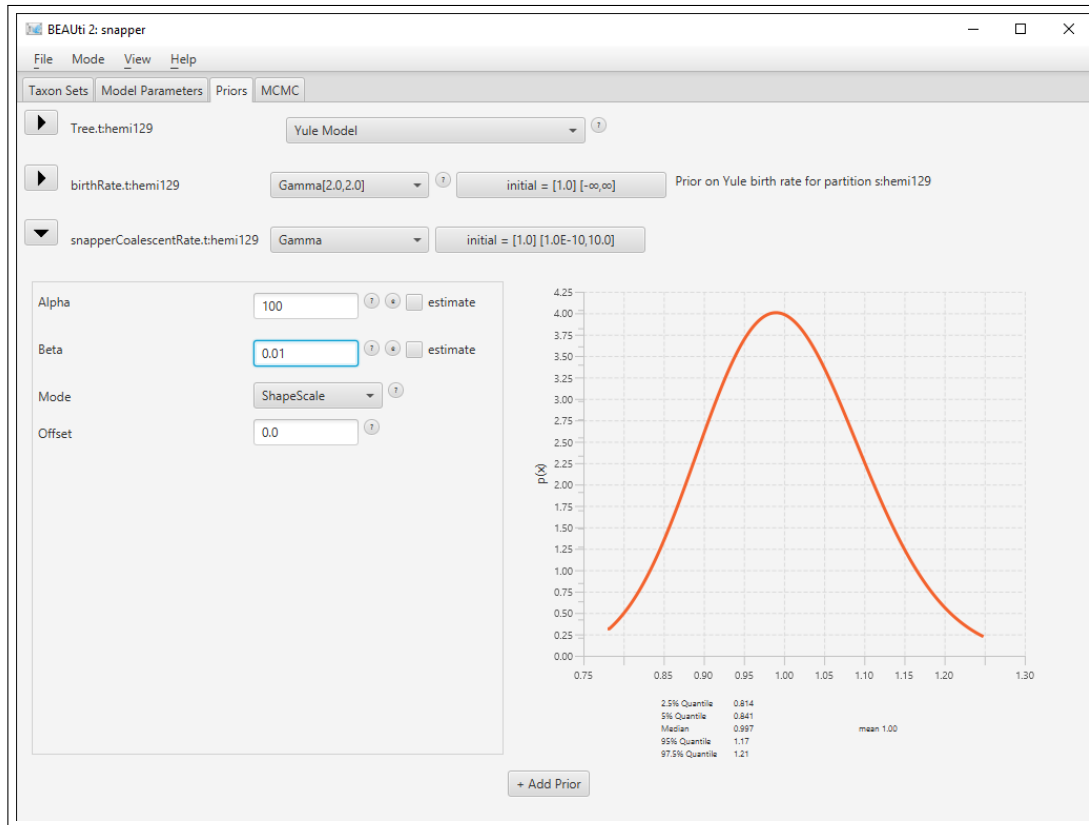 BEAUti 2: snapper
File Mode View Help
Taxon Sets Model Parameters Priors MCMC
Tree.t:hemi129 Yule Model ?
birthRate.t:hemi129 Gamma[2.0,2.0] ? initial = [1.0] [-∞,∞] Prior on Yule birth rate for partition s:hemi129
snapperCoalescentRate.t:hemi129 Gamma initial = [1.0] [1.0E-10,10.0]
Alpha 100 ? e estimate
Beta 0.01 ? e estimate
Mode ShapeScale ?
Offset 0.0 ?
p(x)
4.25
4.00
3.75
3.50
3.25
3.00
2.75
2.50
2.25
2.00
1.75
1.50
1.25
1.00
0.75
0.50
0.25
0.00
0.75 0.85 0.90 0.95 1.00 1.05 1.10 1.15 1.20 1.30
2.5% Quantile 0.814
5% Quantile 0.841
Median 0.997 mean 1.00
95% Quantile 1.17
97.5% Quantile 1.21
+ Add Prior